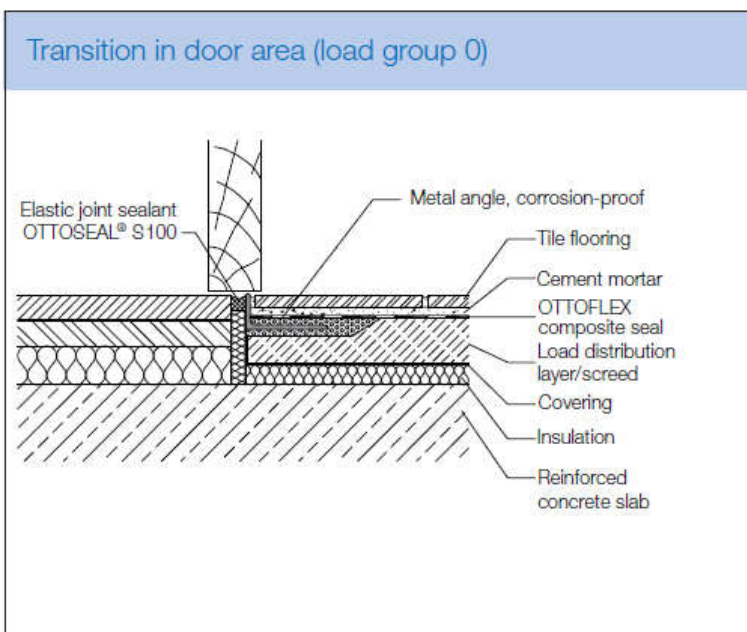 Transition in door area (load group 0)
Elastic joint sealant
OTTOSEAL® S100
Metal angle, corrosion-proof
Tile flooring
Cement mortar
OTTOFLEX
composite seal
Load distribution
layer/screed
Covering
Insulation
Reinforced
concrete slab